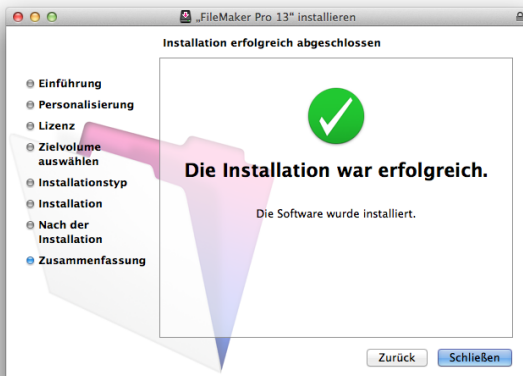 „FileMaker Pro 13“ installieren
Installation erfolgreich abgeschlossen
Einführung
Personalisierung
Lizenz
Zielvolume
auswählen
Installationstyp
Installation
Nach der
Installation
Zusammenfassung
Die Installation war erfolgreich.
Die Software wurde installiert.
Zurück
Schließen